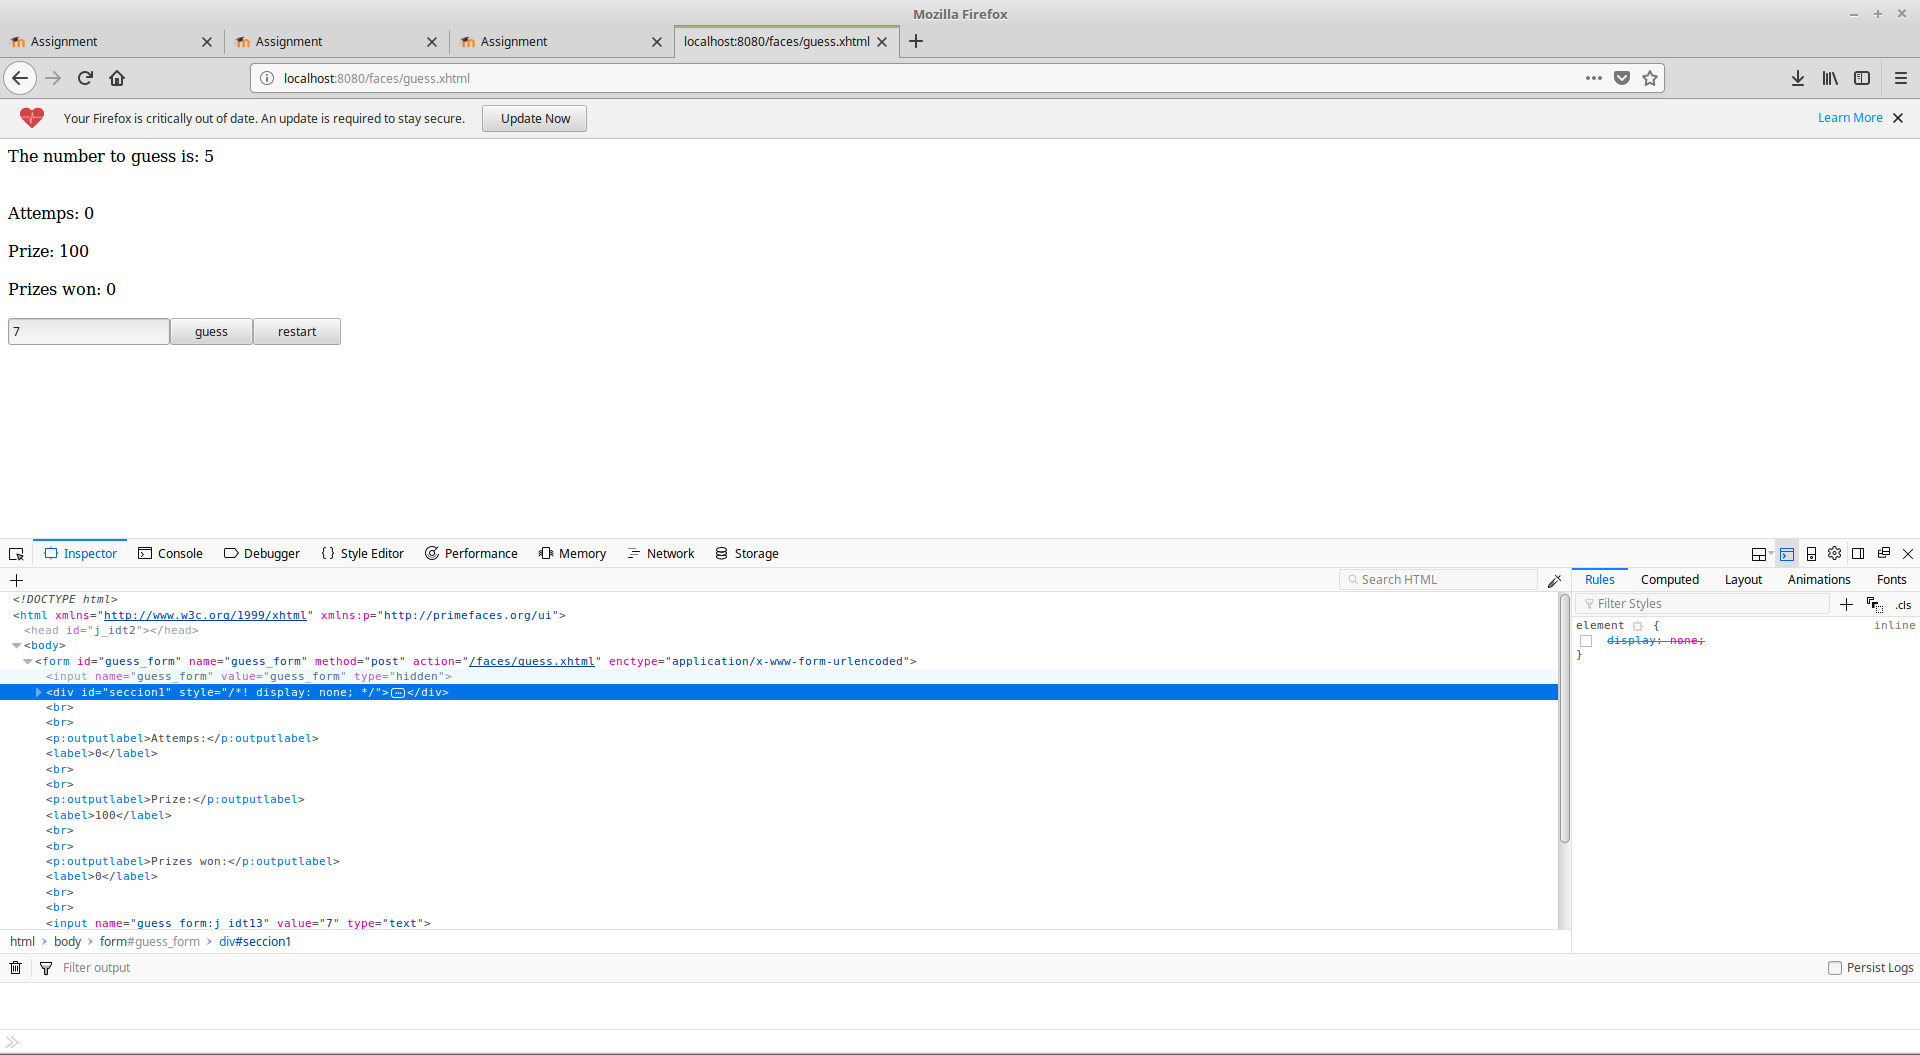 Mozilla Firefox
Assignment
Assignment
Assignment
localhost:8080/faces/guess.xhtml
localhost:8080/faces/guess.xhtml
Your Firefox is critically out of date. An update is required to stay secure.
Update Now
Learn More
The number to guess is: 5
Attemps: 0
Prize: 100
Prizes won: 0
7
guess
restart
Inspector
Console
Debugger
Style Editor
Performance
Memory
Network
Storage
Search HTML
<!DOCTYPE html>
<html xmlns="http://www.w3c.org/1999/xhtml" xmlns:p="http://primefaces.org/ui">
<head id="j_idt2"></head>
<body>
<form id="guess_form" name="guess_form" method="post" action="/faces/guess.xhtml" enctype="application/x-www-form-urlencoded">
<input name="guess_form" value="guess_form" type="hidden">
<div id="seccion1" style="/*! display: none; */">…</div>
<br>
<br>
<p:outputlabel>Attemps:</p:outputlabel>
<label>0</label>
<br>
<br>
<p:outputlabel>Prize:</p:outputlabel>
<label>100</label>
<br>
<br>
<p:outputlabel>Prizes won:</p:outputlabel>
<label>0</label>
<br>
<br>
<input name="guess_form:j_idt13" value="7" type="text">
html
body
form#guess_form
div#seccion1
Rules
Computed
Layout
Animations
Fonts
Filter Styles
.cls
element {
inline
display: none;
}
Filter output
Persist Logs